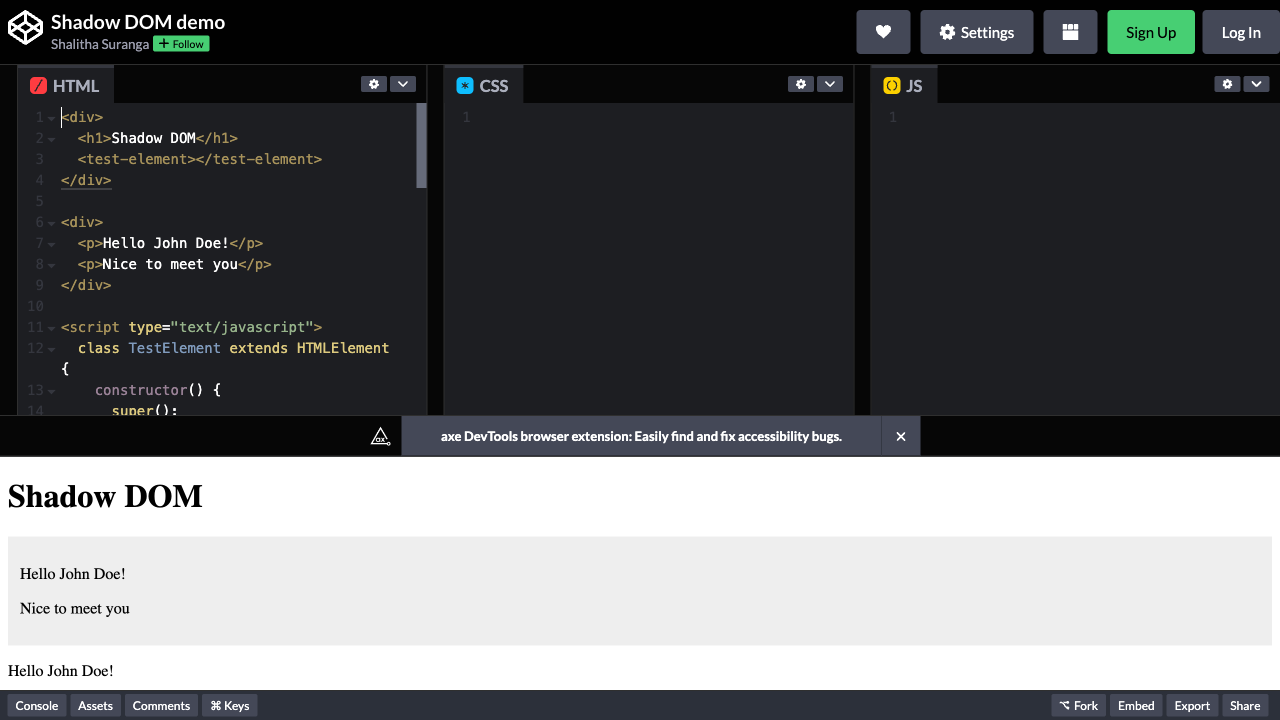 Shadow DOM demo
Shalitha Suranga + Follow
Settings
Sign Up
Log In
HTML
CSS
JS
1 <div>
2 <h1>Shadow DOM</h1>
3 <test-element></test-element>
4 </div>
5
6 <div>
7 <p>Hello John Doe!</p>
8 <p>Nice to meet you</p>
9 </div>
10
11 <script type="text/javascript">
12 class TestElement extends HTMLElement
{
13 constructor() {
14 super();
1
1
axe DevTools browser extension: Easily find and fix accessibility bugs.
Shadow DOM
Hello John Doe!
Nice to meet you
Hello John Doe!
Console Assets Comments ⌘ Keys
⌥ Fork Embed Export Share